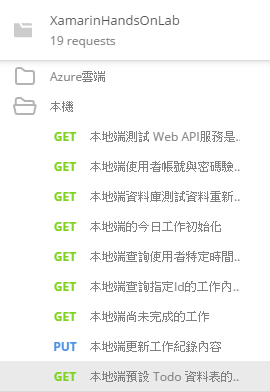 XamarinHandsOnLab
19 requests
Azure雲端
本機
GET 本地端測試 Web API服務是..
GET 本地端使用者帳號與密碼驗..
GET 本地端資料庫測試資料重新..
GET 本地端的今日工作初始化
GET 本地端查詢使用者特定時間..
GET 本地端查詢指定Id的工作內..
GET 本地端尚未完成的工作
PUT 本地端更新工作紀錄內容
GET 本地端預設 Todo 資料表的..